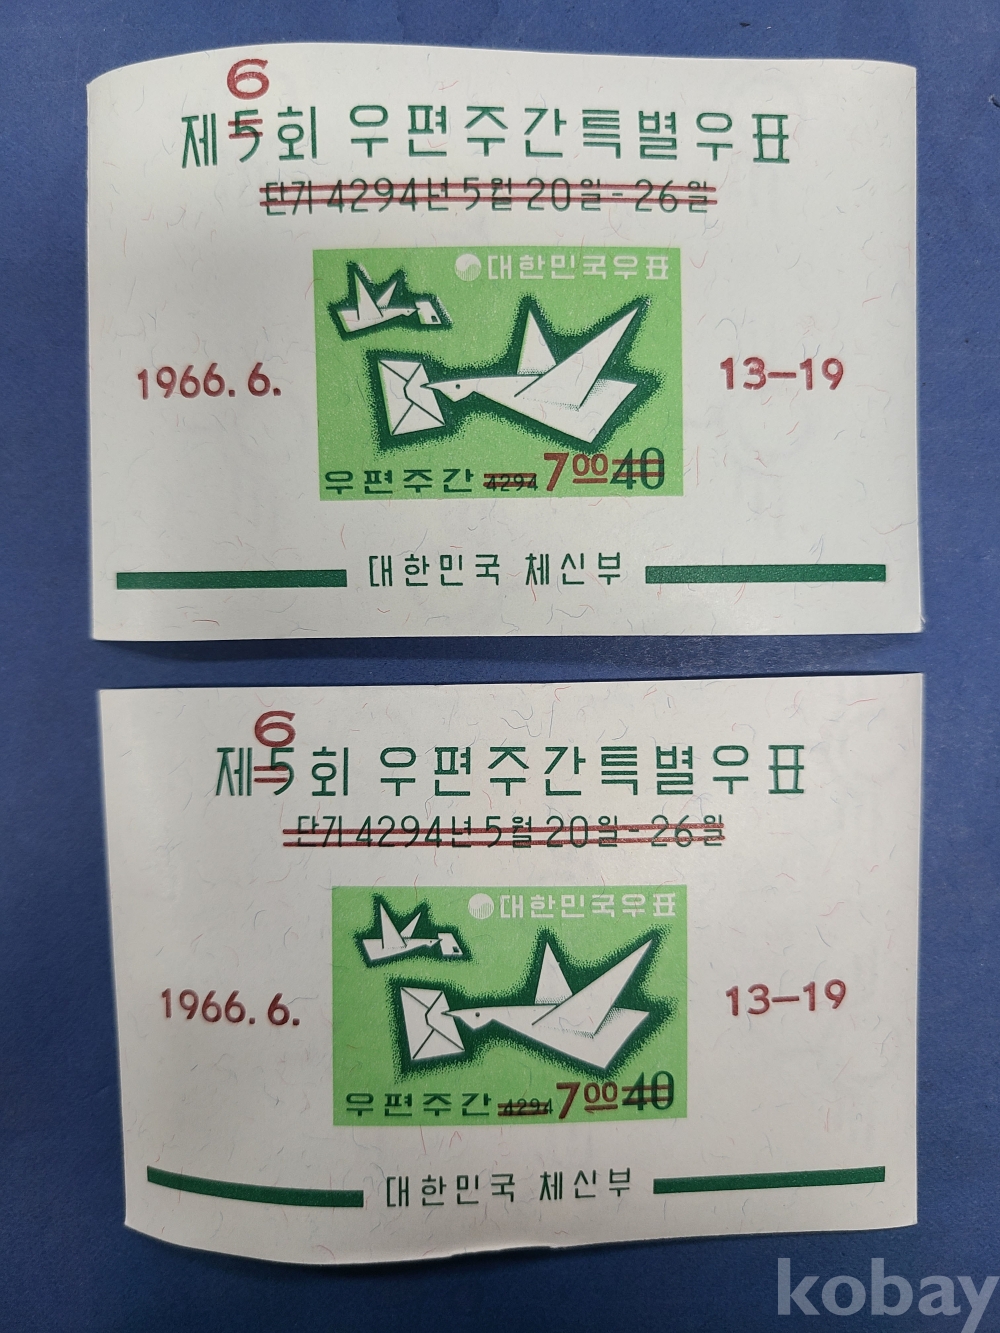 6
제5회 우편주간특별우표
단기 4294년 5월 20일-26일
대한민국우표
1966. 6. 13-19
우편주간 4294 7 00 40
대한민국 체신부
6
제5회 우편주간특별우표
단기 4294년 5월 20일-26일
대한민국우표
1966. 6. 13-19
우편주간 4294 7 00 40
대한민국 체신부
kobay